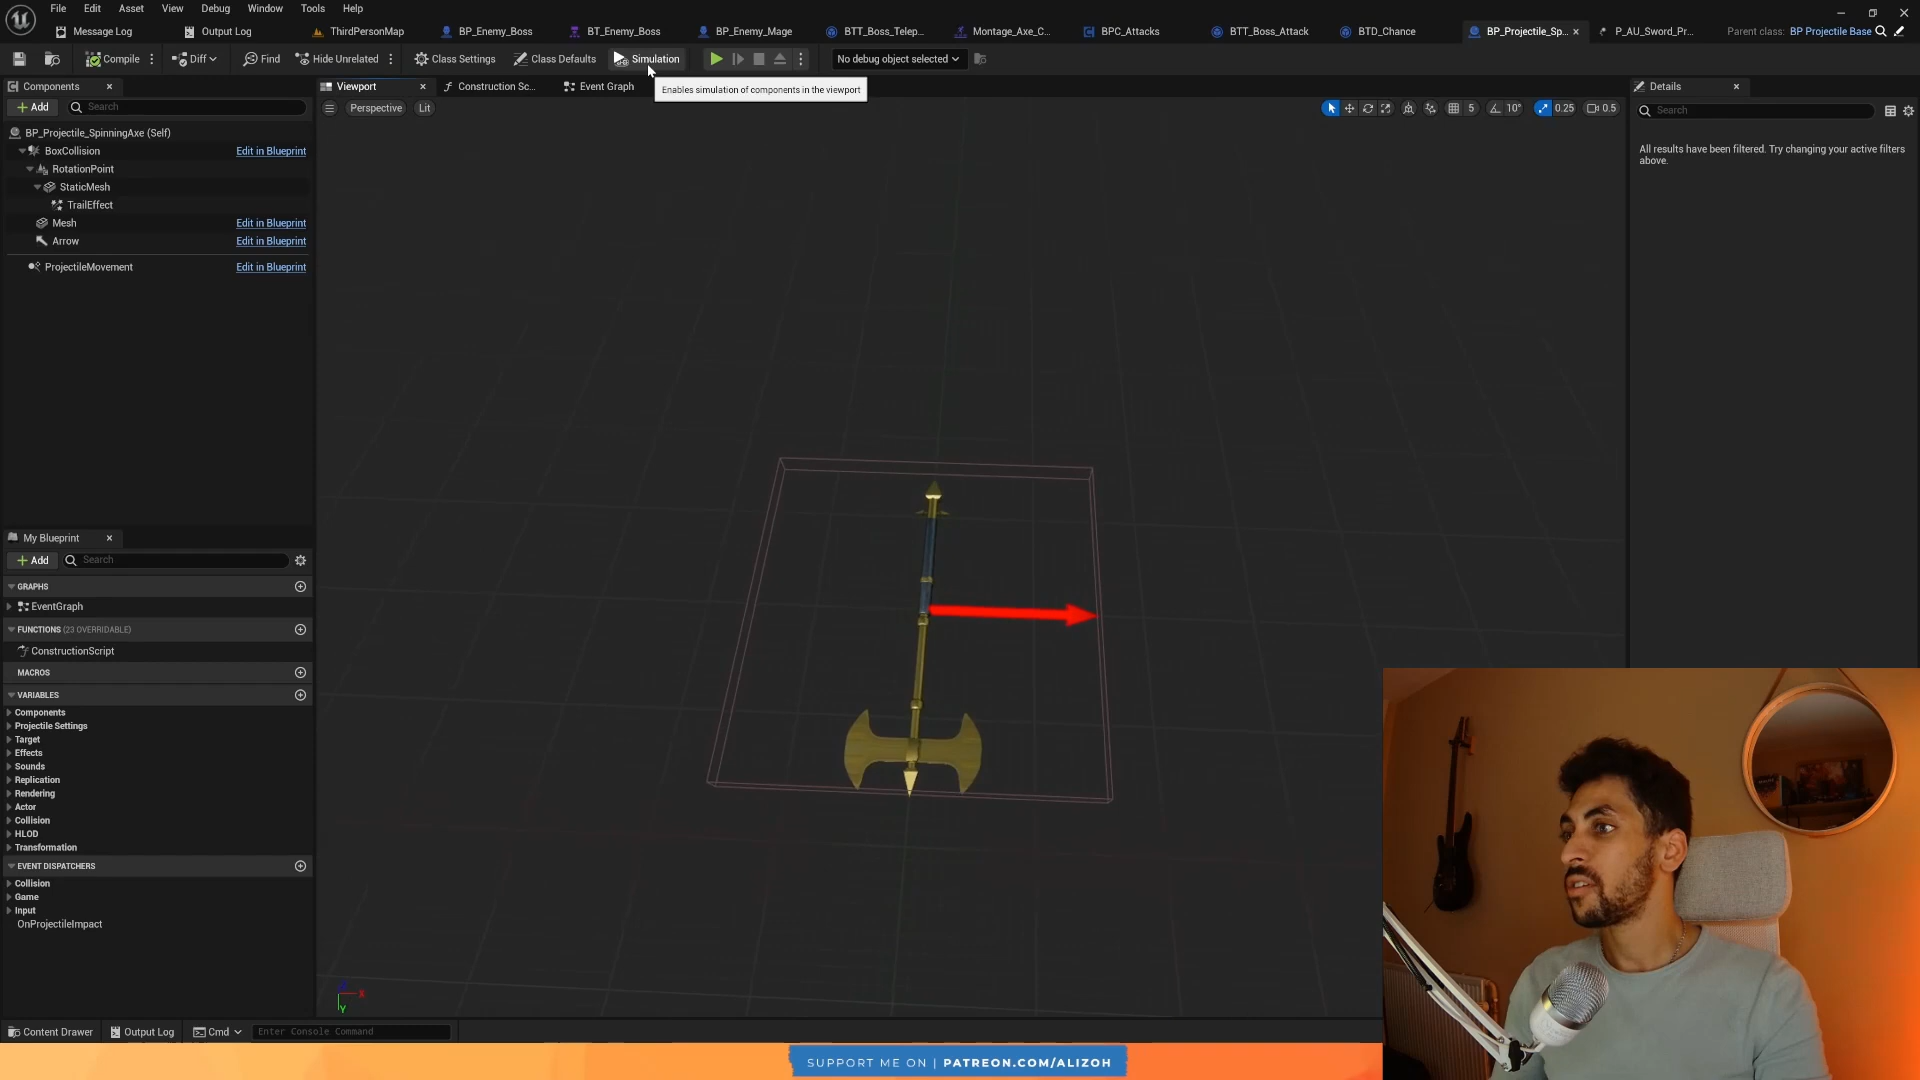 File Edit Asset View Debug Window Tools Help
Message Log Output Log ThirdPersonMap BP_Enemy_Boss BT_Enemy_Boss BP_Enemy_Mage BTT_Boss_Telep... Montage_Axe_C... BPC_Attacks BTT_Boss_Attack BTD_Chance BP_Projectile_Sp... P_AU_Sword_Pr... Parent class: BP Projectile Base
Compile Diff Find Hide Unrelated Class Settings Class Defaults Simulation No debug object selected
Components Viewport Construction Sc... Event Graph Enables simulation of components in the viewport Details
Add Search Perspective Lit 5 10° 0.25 0.5 Search
BP_Projectile_SpinningAxe (Self)
BoxCollision Edit in Blueprint
RotationPoint
StaticMesh
TrailEffect
Mesh Edit in Blueprint
Arrow Edit in Blueprint
ProjectileMovement Edit in Blueprint
All results have been filtered. Try changing your active filters
above.
My Blueprint
Add Search
GRAPHS
EventGraph
FUNCTIONS (23 OVERRIDABLE)
ConstructionScript
MACROS
VARIABLES
Components
Projectile Settings
Target
Effects
Sounds
Replication
Rendering
Actor
Collision
HLOD
Transformation
EVENT DISPATCHERS
Collision
Game
Input
OnProjectileImpact
X
Y
Content Drawer Output Log Cmd Enter Console Command
SUPPORT ME ON | PATREON.COM/ALIZOH